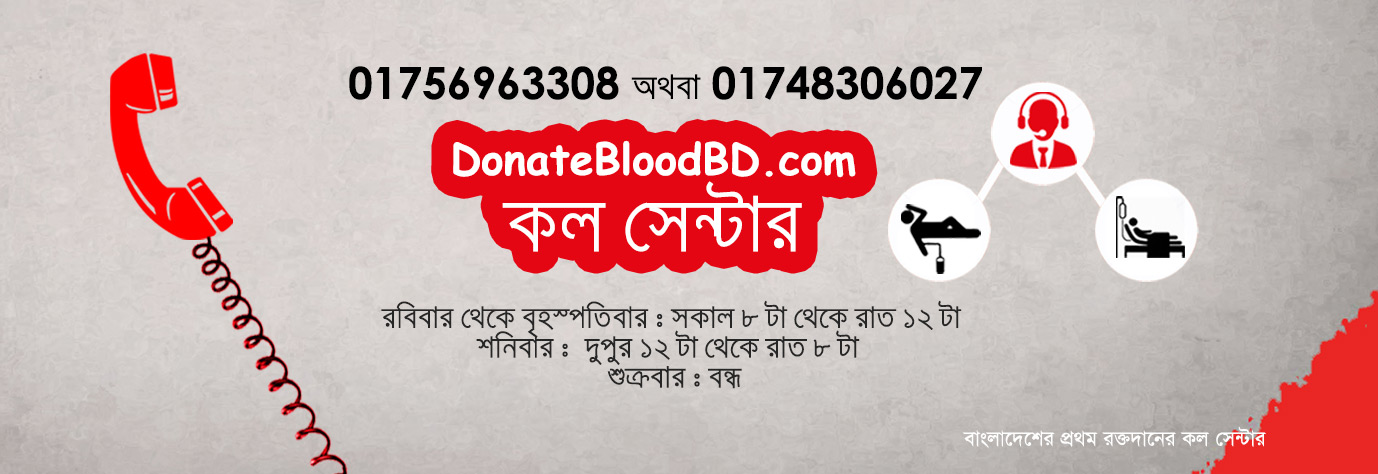 01756963308 অথবা 01748306027
DonateBloodBD.com
কল সেন্টার
রবিবার থেকে বৃহস্পতিবার : সকাল ৮ টা থেকে রাত ১২ টা
শনিবার : দুপুর ১২ টা থেকে রাত ৮ টা
শুক্রবার : বন্ধ
বাংলাদেশের প্রথম রক্তদানের কল সেন্টার